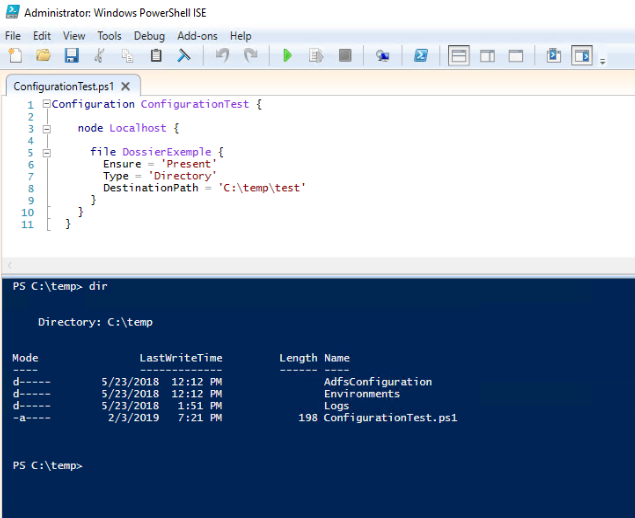 Administrator: Windows PowerShell ISE
File Edit View Tools Debug Add-ons Help
ConfigurationTest.ps1 X
1 Configuration ConfigurationTest {
2
3 node Localhost {
4
5 file DossierExemple {
6 Ensure = 'Present'
7 Type = 'Directory'
8 DestinationPath = 'C:\temp\test'
9 }
10 }
11 }
PS C:\temp> dir
Directory: C:\temp
Mode LastWriteTime Length Name
---- ------------- ------ ----
d----- 5/23/2018 12:12 PM AdfsConfiguration
d----- 5/23/2018 12:12 PM Environments
d----- 5/23/2018 1:51 PM Logs
-a---- 2/3/2019 7:21 PM 198 ConfigurationTest.ps1
PS C:\temp>